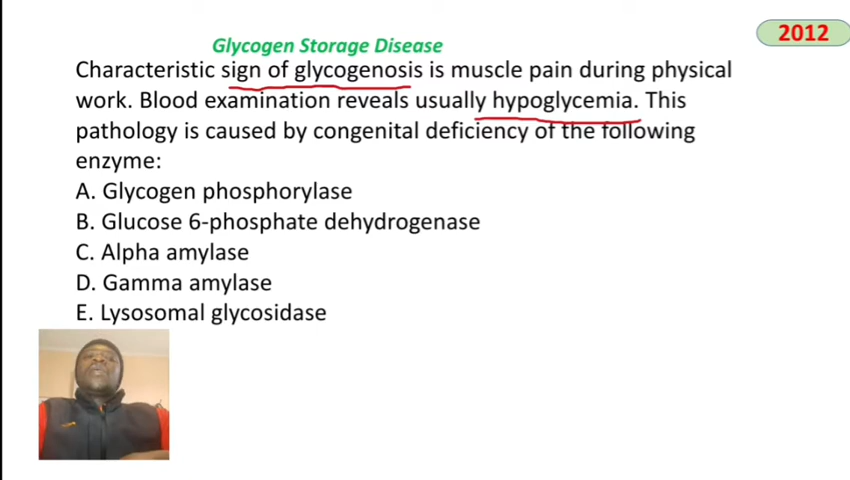 2012
Glycogen Storage Disease
Characteristic sign of glycogenosis is muscle pain during physical
work. Blood examination reveals usually hypoglycemia. This
pathology is caused by congenital deficiency of the following
enzyme:
A. Glycogen phosphorylase
B. Glucose 6-phosphate dehydrogenase
C. Alpha amylase
D. Gamma amylase
E. Lysosomal glycosidase